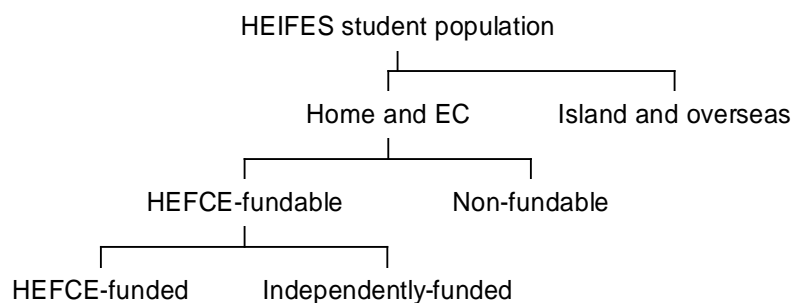 HEIFES student population
Home and EC Island and overseas
HEFCE-fundable Non-fundable
HEFCE-funded Independently-funded